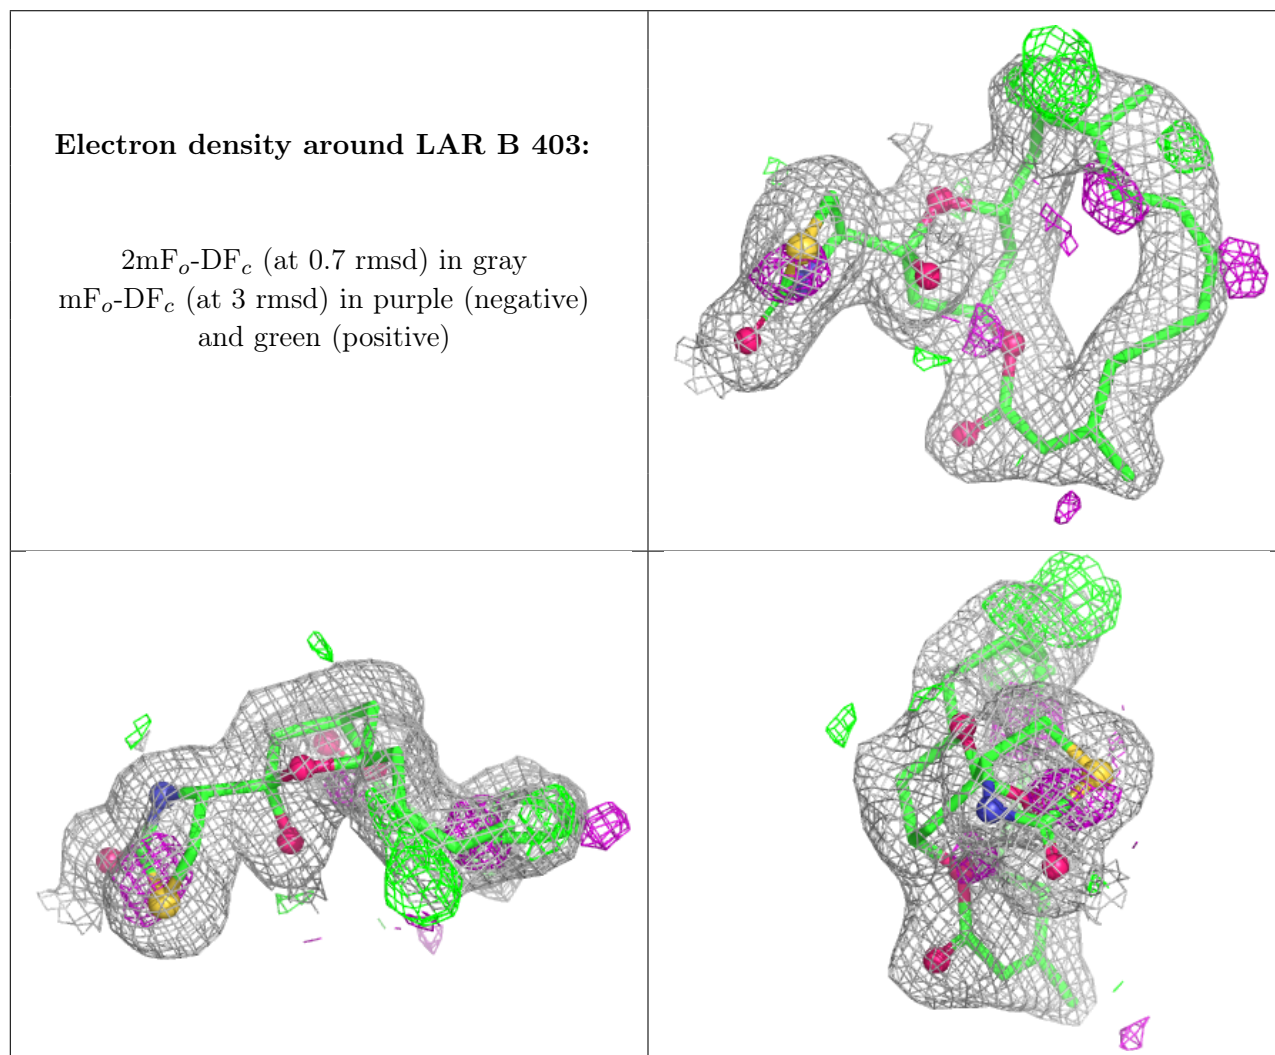 Electron density around LAR B 403:
2mFo-DFc (at 0.7 rmsd) in gray
mFo-DFc (at 3 rmsd) in purple (negative)
and green (positive)